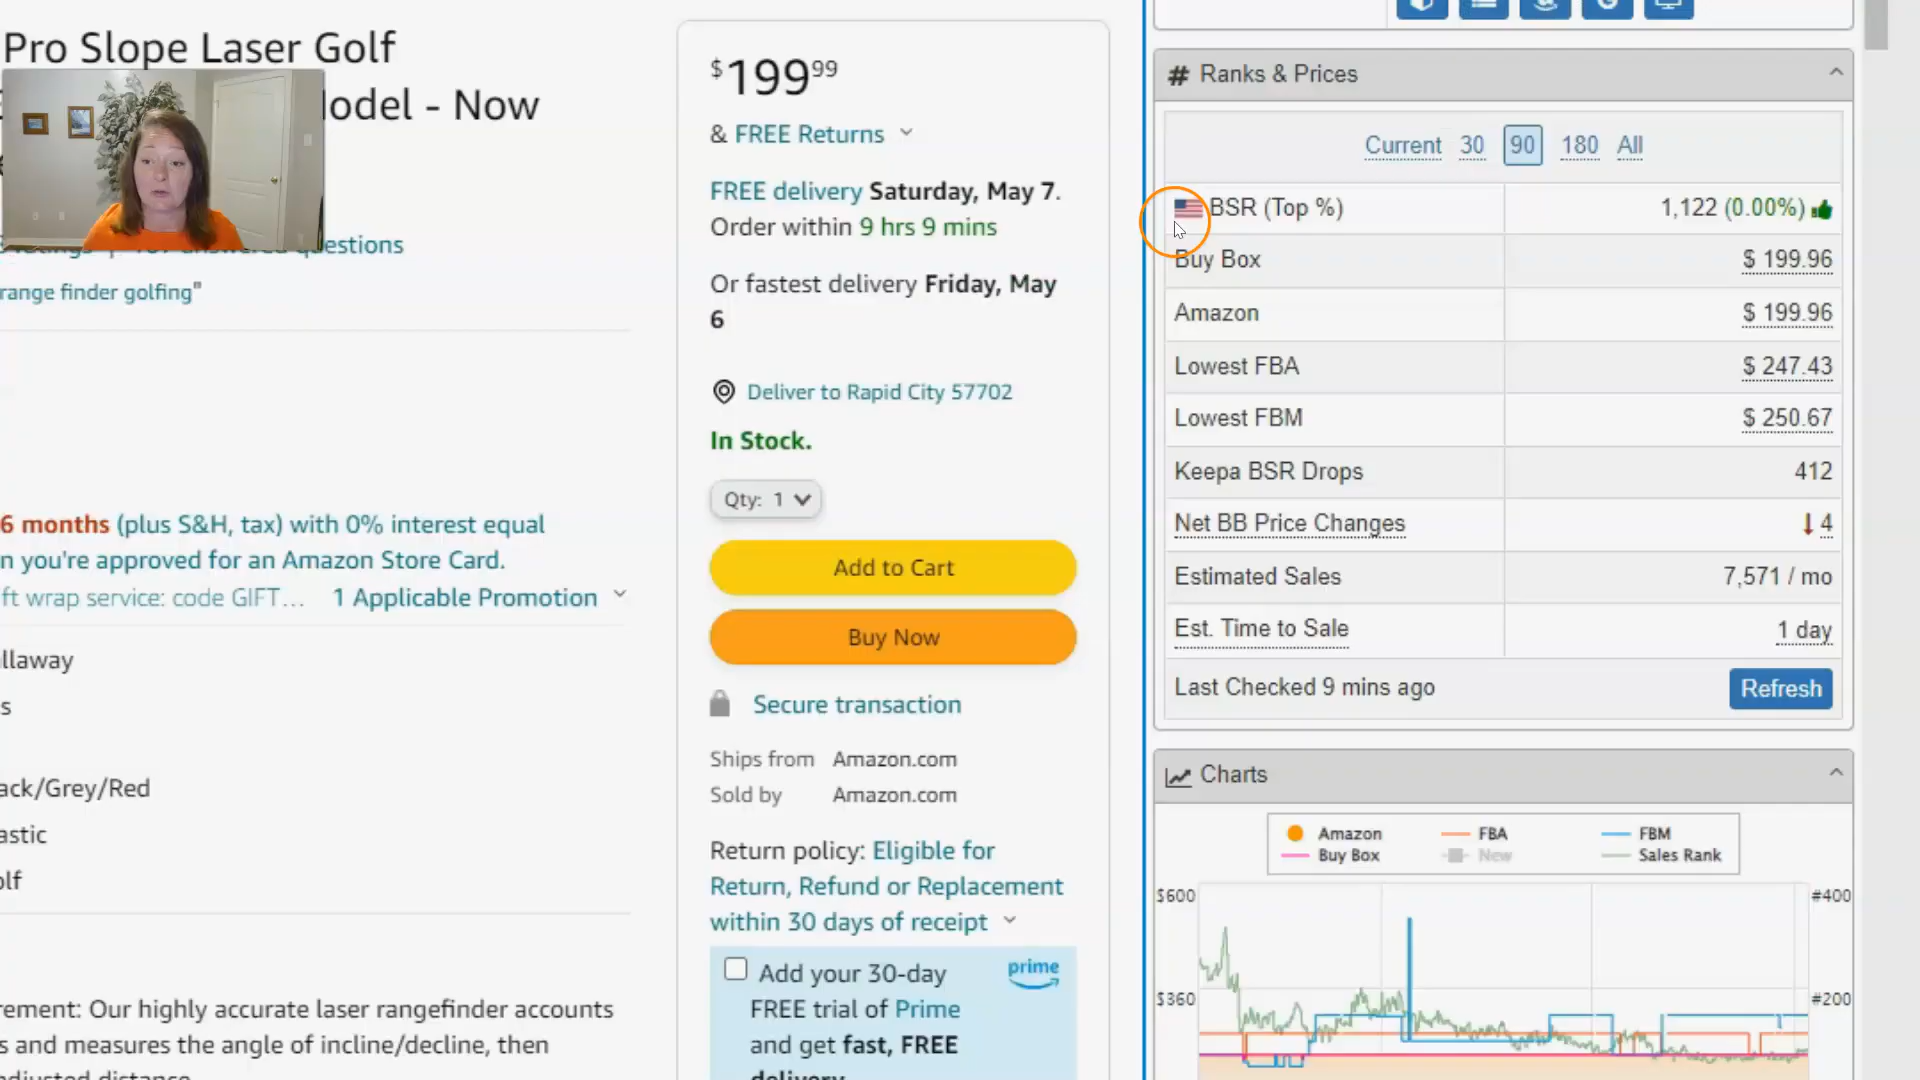 Pro Slope Laser Golf
odel - Now
estions
range finder golfing"
6 months (plus S&H, tax) with 0% interest equal
n you're approved for an Amazon Store Card.
ft wrap service: code GIFT... 1 Applicable Promotion
llaway
s
ack/Grey/Red
astic
olf
rement: Our highly accurate laser rangefinder accounts
s and measures the angle of incline/decline, then
$199 99
& FREE Returns
FREE delivery Saturday, May 7.
Order within 9 hrs 9 mins
Or fastest delivery Friday, May
6
Deliver to Rapid City 57702
In Stock.
Qty: 1
Add to Cart
Buy Now
Secure transaction
Ships from Amazon.com
Sold by Amazon.com
Return policy: Eligible for
Return, Refund or Replacement
within 30 days of receipt
Add your 30-day
FREE trial of Prime
and get fast, FREE
delivery
prime
# Ranks & Prices
Current 30 90 180 All
BSR (Top %) 1,122 (0.00%)
Buy Box $ 199.96
Amazon $ 199.96
Lowest FBA $ 247.43
Lowest FBM $ 250.67
Keepa BSR Drops 412
Net BB Price Changes 4
Estimated Sales 7,571 / mo
Est. Time to Sale 1 day
Last Checked 9 mins ago Refresh
Charts
Amazon FBA FBM
Buy Box New Sales Rank
$600 #400
$360 #200